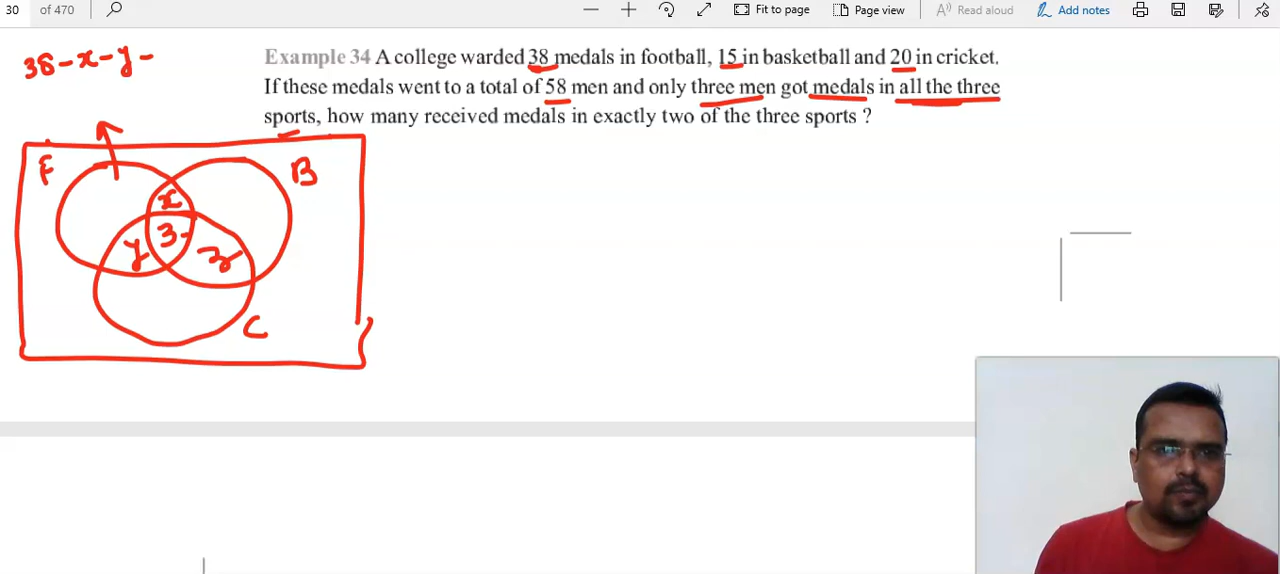 30 of 470 Fit to page Page view Read aloud Add notes
38-x-y-
Example 34 A college warded 38 medals in football, 15 in basketball and 20 in cricket.
If these medals went to a total of 58 men and only three men got medals in all the three
sports, how many received medals in exactly two of the three sports ?
F
B
x
3
y
z
C